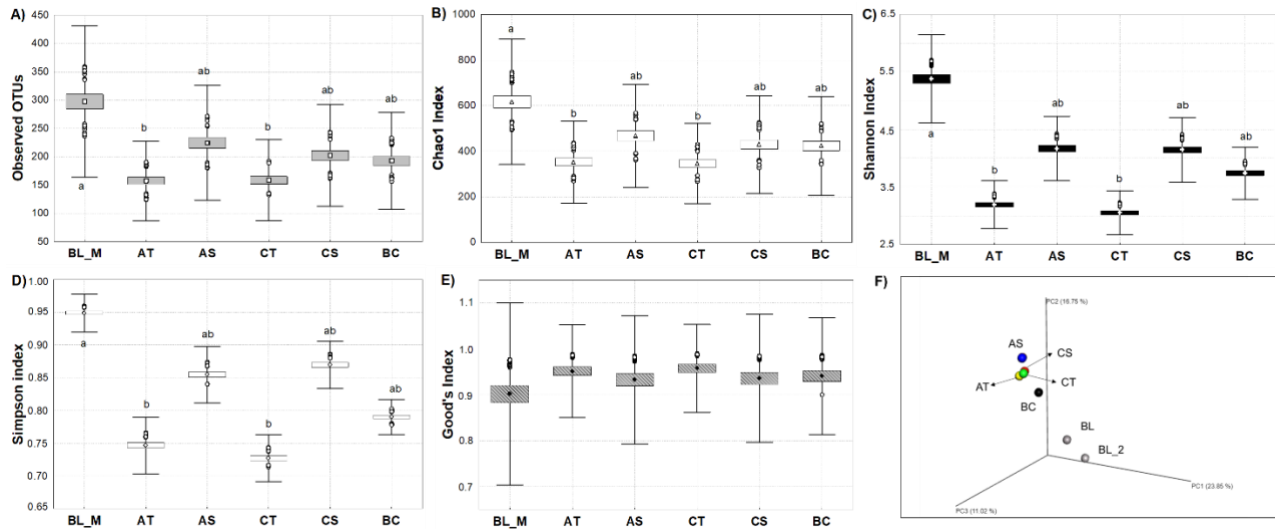 A)
Observed OTUs
450
400
350
300
250
200
150
100
50
a
b
ab
b
ab
ab
BL_M AT AS CT CS BC
B)
Chao1 Index
1000
800
600
400
200
0
a
b
ab
b
ab
ab
BL_M AT AS CT CS BC
C)
Shannon Index
5.5
4.5
3.5
2.5
a
b
ab
b
ab
ab
BL_M AT AS CT CS BC
D)
Simpson index
1.00
0.95
0.90
0.85
0.80
0.75
0.70
0.65
a
b
ab
b
ab
ab
BL_M AT AS CT CS BC
E)
Good's Index
1.1
1.0
0.9
0.8
0.7
BL_M AT AS CT CS BC
F)
PC2 (16.75 %)
AS
CS
AT
CT
BC
BL
BL_2
PC1 (23.85 %)
PC3 (11.02 %)